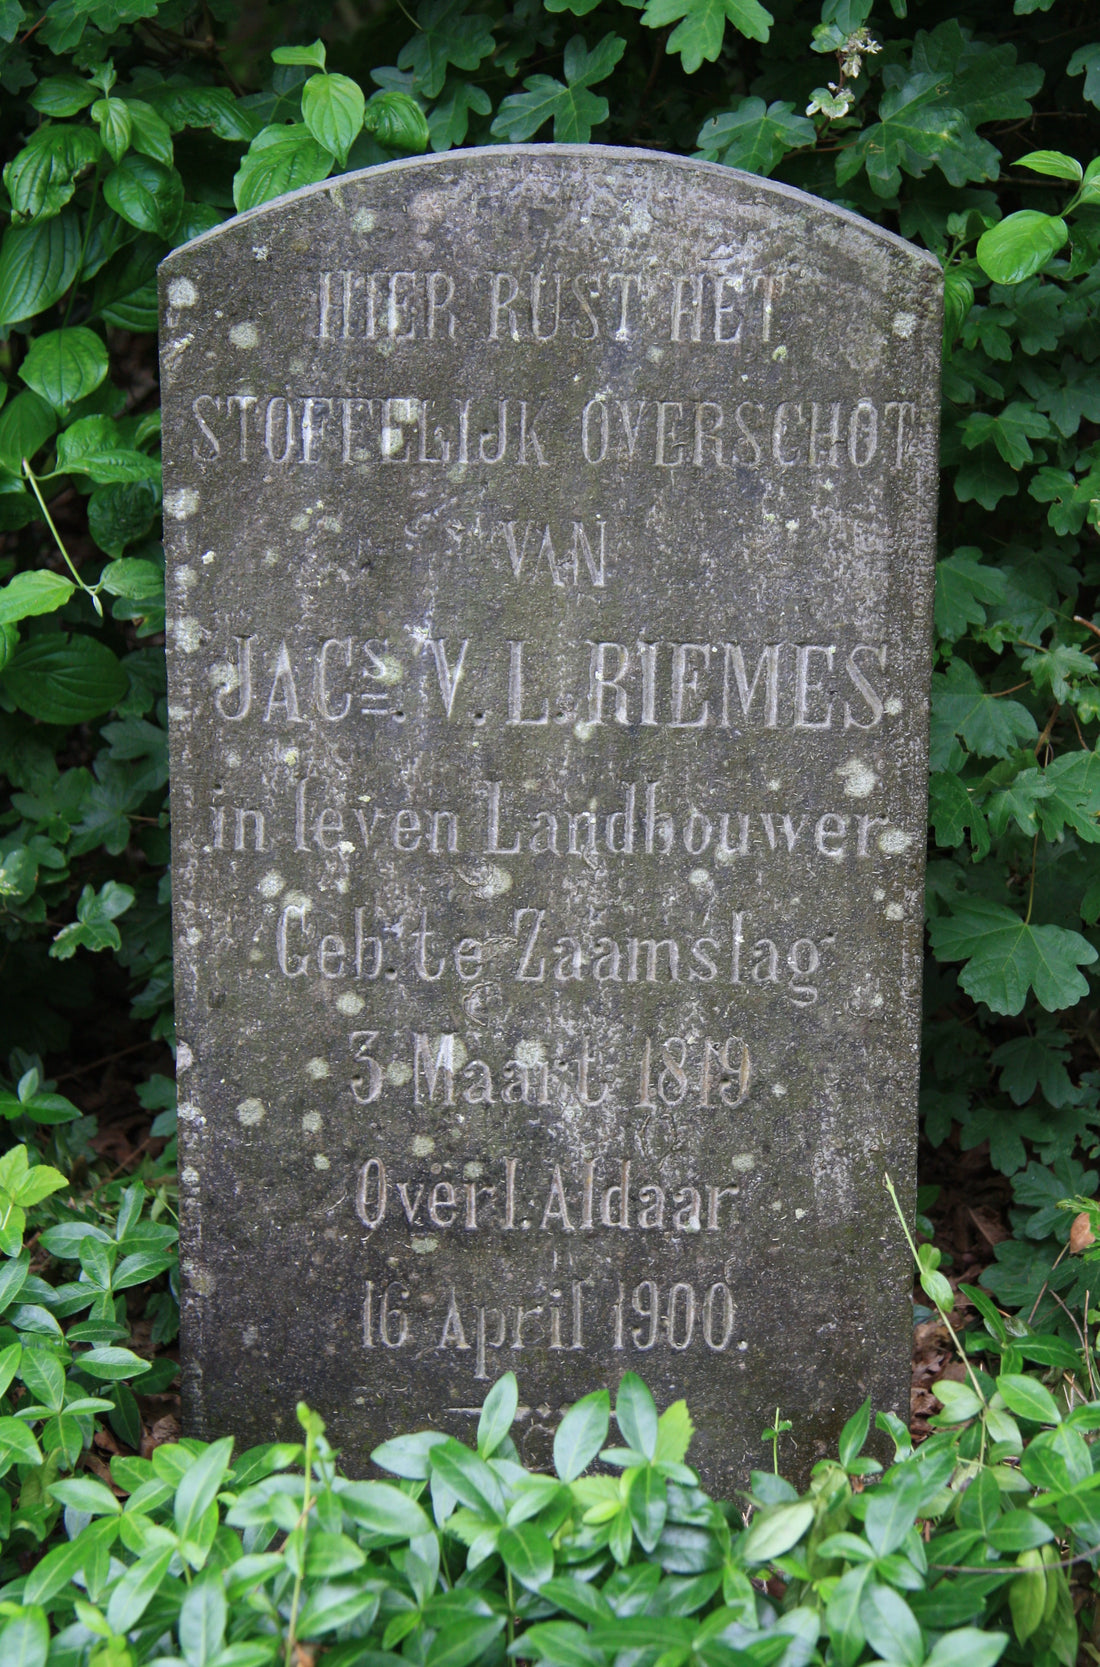 HIER RUST HET
STOFFELIJK OVERSCHOT
VAN
JACs. V. L. RIEMES
in leven Landbouwer
Geb. te Zaamslag
3 Maart 1819
Overl. Aldaar
16 April 1900.